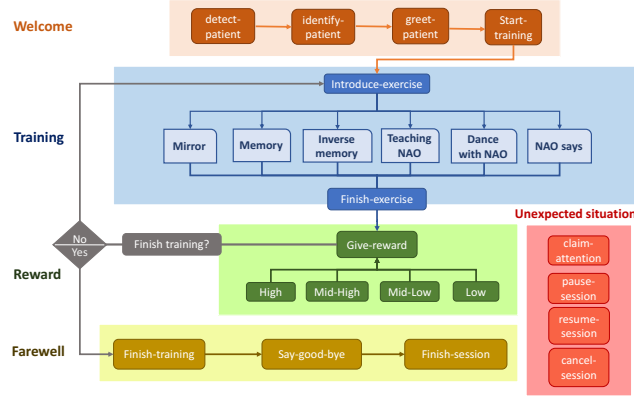 Welcome
detect-
patient
identify-
patient
greet-
patient
Start-
training
Introduce-exercise
Training
Mirror
Memory
Inverse
memory
Teaching
NAO
Dance
with NAO
NAO says
Finish-exercise
Unexpected situation
No
Yes
Finish training?
Give-reward
Reward
High
Mid-High
Mid-Low
Low
claim-
attention
pause-
session
resume-
session
cancel-
session
Farewell
Finish-training
Say-good-bye
Finish-session